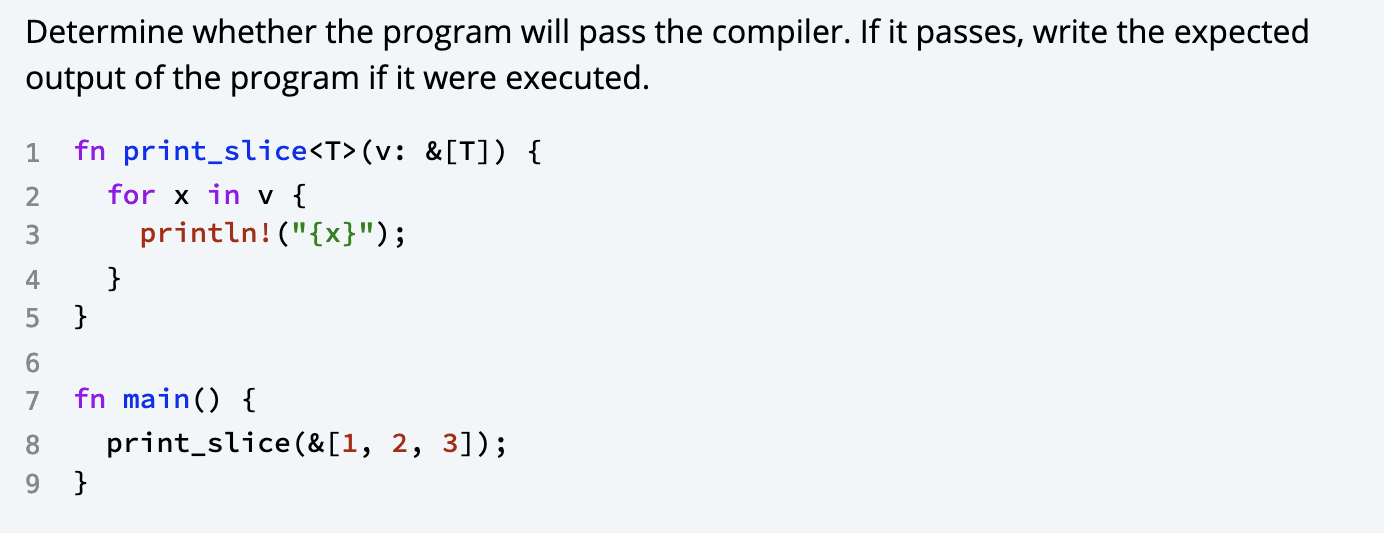 Determine whether the program will pass the compiler. If it passes, write the expected
output of the program if it were executed.
1 fn print_slice<T>(v: &[T]) {
2   for x in v {
3     println!("{x}");
4   }
5 }
6
7 fn main() {
8   print_slice(&[1, 2, 3]);
9 }